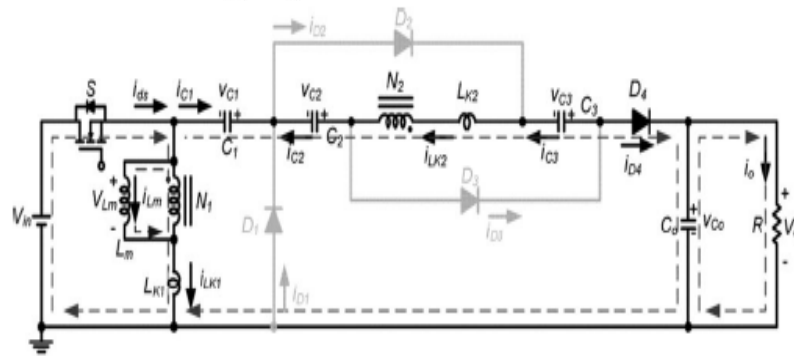 i_D2
D_2
S
i_ds
i_C1
v_C1
v_C2
N_2
L_K2
v_C3
C_3
D_4
C_1
i_C2
C_2
i_LK2
i_C3
i_D4
i_o
V_in
V_Lm
i_Lm
N_1
D_1
D_3
i_D3
C_o
v_Co
R
L_m
L_K1
i_LK1
i_D1